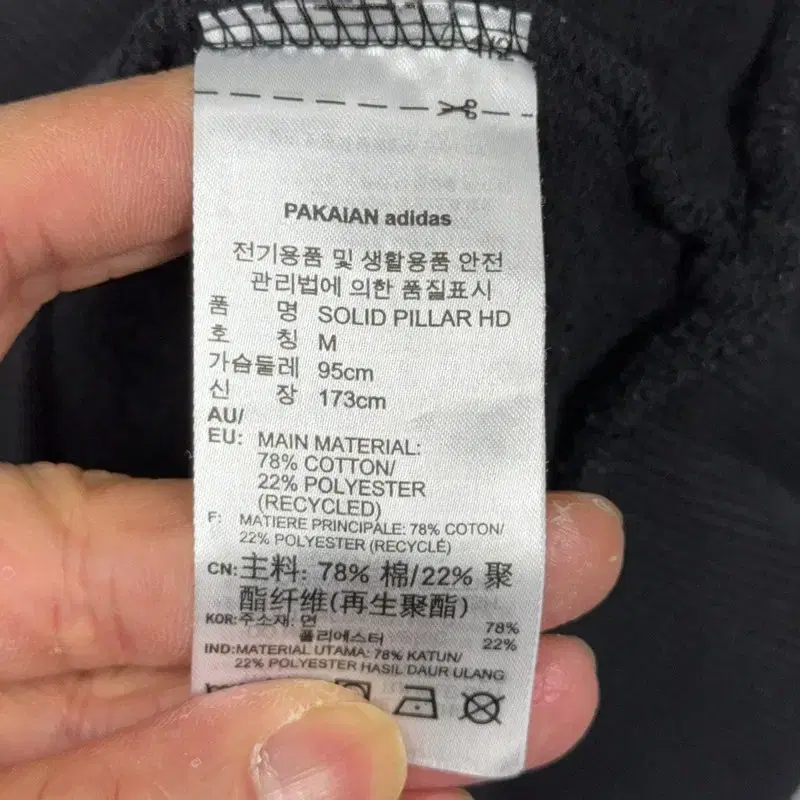 PAKAIAN adidas
전기용품 및 생활용품 안전
관리법에 의한 품질표시
품 명 SOLID PILLAR HD
호 칭 M
가슴둘레 95cm
신 장 173cm
AU/
EU: MAIN MATERIAL:
78% COTTON/
22% POLYESTER
(RECYCLED)
F: MATIERE PRINCIPALE: 78% COTON/
22% POLYESTER (RECYCLÉ)
CN:主料: 78% 棉/22% 聚
酯纤维(再生聚酯)
KOR:주소재: 면 78%
폴리에스터 22%
IND:MATERIAL UTAMA: 78% KATUN/
22% POLYESTER HASIL DAUR ULANG